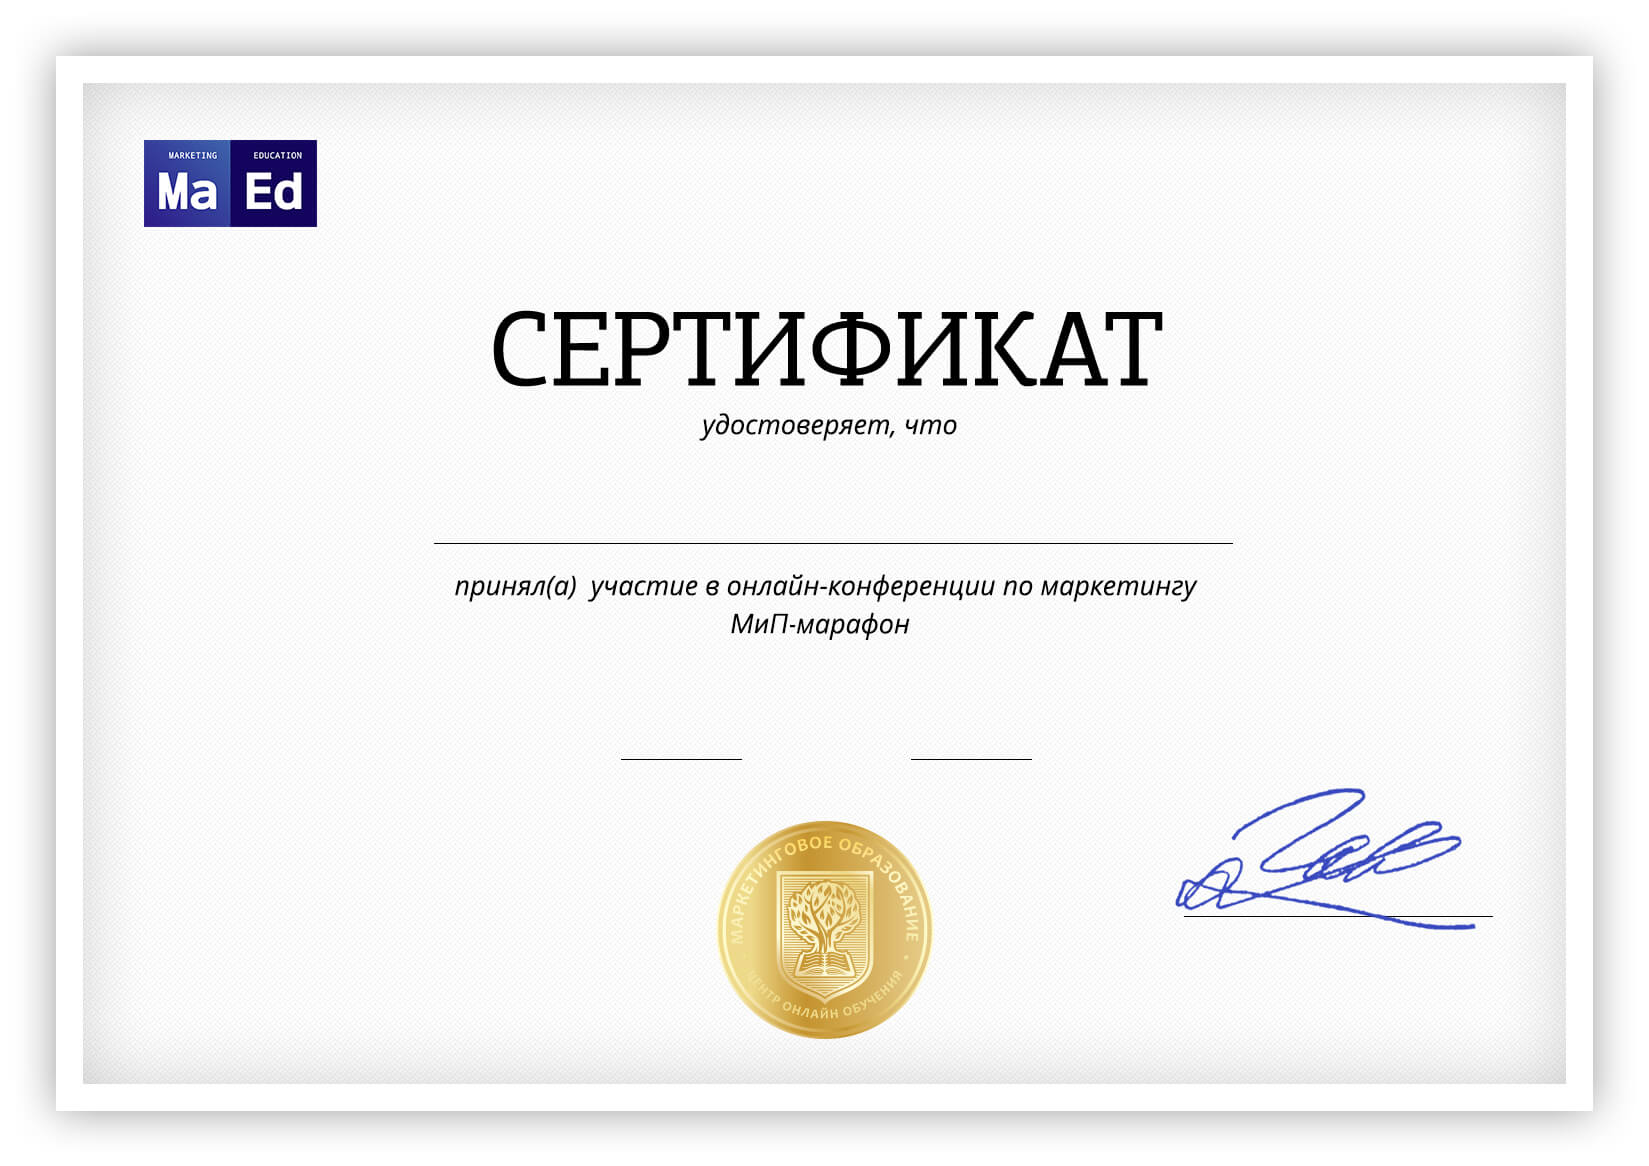 MARKETING EDUCATION
Ma Ed
СЕРТИФИКАТ
удостоверяет, что
принял(а) участие в онлайн-конференции по маркетингу
МиП-марафон
МАРКЕТИНГОВОЕ ОБРАЗОВАНИЕ
ЦЕНТР ОНЛАЙН ОБУЧЕНИЯ